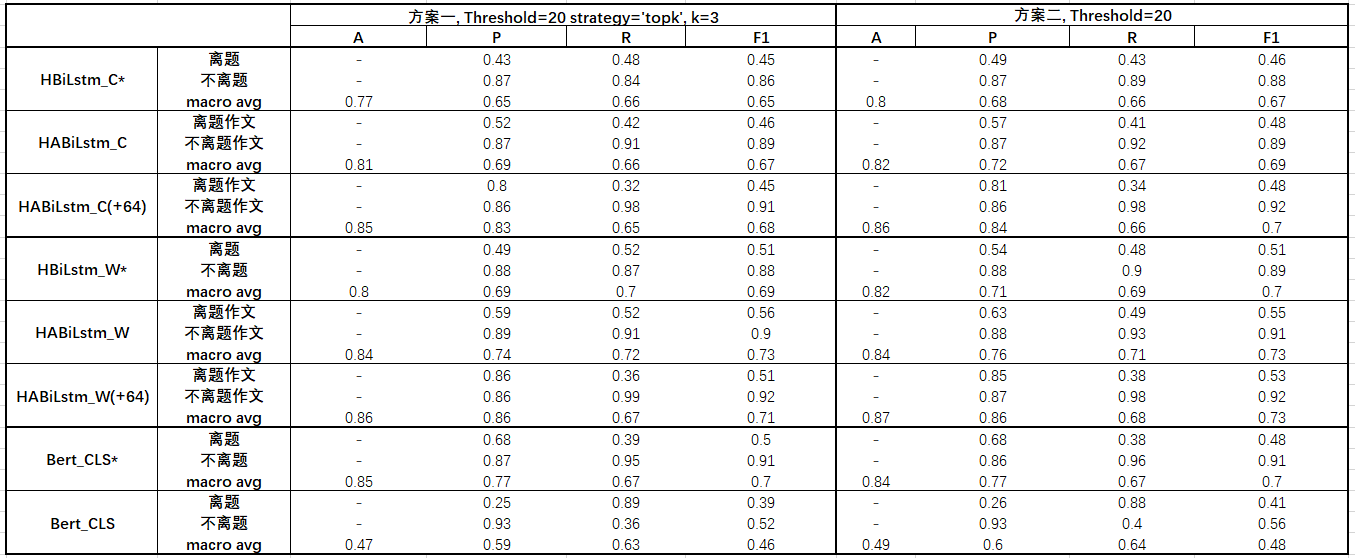 方案一, Threshold=20 strategy='topk', k=3 方案二, Threshold=20
A P R F1 A P R F1
离题 - 0.43 0.48 0.45 - 0.49 0.43 0.46
HBiLstm_C* 不离题 - 0.87 0.84 0.86 - 0.87 0.89 0.88
macro avg 0.77 0.65 0.66 0.65 0.8 0.68 0.66 0.67
离题作文 - 0.52 0.42 0.46 - 0.57 0.41 0.48
HABiLstm_C 不离题作文 - 0.87 0.91 0.89 - 0.87 0.92 0.89
macro avg 0.81 0.69 0.66 0.67 0.82 0.72 0.67 0.69
离题作文 - 0.8 0.32 0.45 - 0.81 0.34 0.48
HABiLstm_C(+64) 不离题作文 - 0.86 0.98 0.91 - 0.86 0.98 0.92
macro avg 0.85 0.83 0.65 0.68 0.86 0.84 0.66 0.7
离题 - 0.49 0.52 0.51 - 0.54 0.48 0.51
HBiLstm_W* 不离题 - 0.88 0.87 0.88 - 0.88 0.9 0.89
macro avg 0.8 0.69 0.7 0.69 0.82 0.71 0.69 0.7
离题作文 - 0.59 0.52 0.56 - 0.63 0.49 0.55
HABiLstm_W 不离题作文 - 0.89 0.91 0.9 - 0.88 0.93 0.91
macro avg 0.84 0.74 0.72 0.73 0.84 0.76 0.71 0.73
离题作文 - 0.86 0.36 0.51 - 0.85 0.38 0.53
HABiLstm_W(+64) 不离题作文 - 0.86 0.99 0.92 - 0.87 0.98 0.92
macro avg 0.86 0.86 0.67 0.71 0.87 0.86 0.68 0.73
离题 - 0.68 0.39 0.5 - 0.68 0.38 0.48
Bert_CLS* 不离题 - 0.87 0.95 0.91 - 0.86 0.96 0.91
macro avg 0.85 0.77 0.67 0.7 0.84 0.77 0.67 0.7
离题 - 0.25 0.89 0.39 - 0.26 0.88 0.41
Bert_CLS 不离题 - 0.93 0.36 0.52 - 0.93 0.4 0.56
macro avg 0.47 0.59 0.63 0.46 0.49 0.6 0.64 0.48